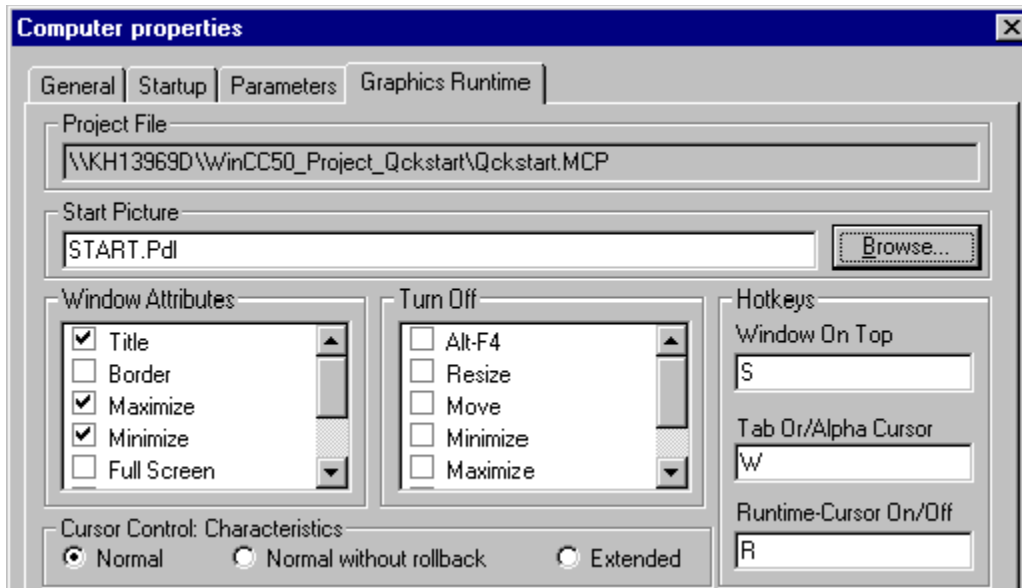 Computer properties
General Startup Parameters Graphics Runtime
Project File
\\KH13969D\WinCC50_Project_Qckstart\Qckstart.MCP
Start Picture
START.Pdl
Browse...
Window Attributes
Title
Border
Maximize
Minimize
Full Screen
Turn Off
Alt-F4
Resize
Move
Minimize
Maximize
Hotkeys
Window On Top
S
Tab Or/Alpha Cursor
W
Runtime-Cursor On/Off
R
Cursor Control: Characteristics
Normal Normal without rollback Extended